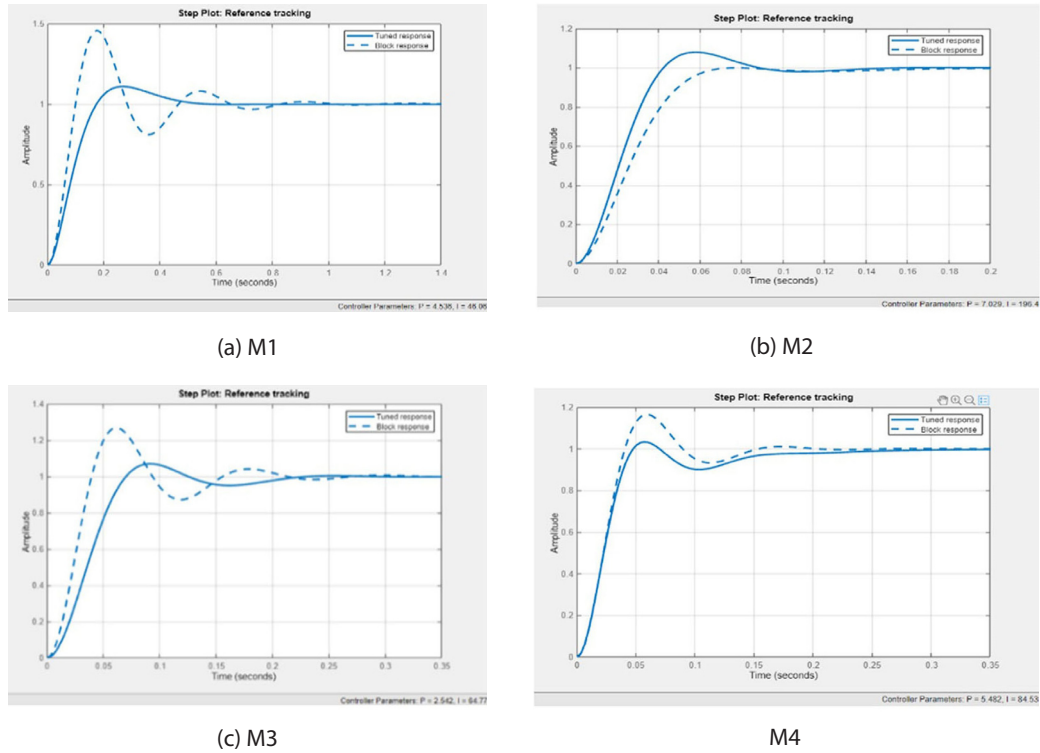 Step Plot: Reference tracking
Tuned response
Block response
1.5
1
0.5
0
Amplitude
0 0.2 0.4 0.6 0.8 1 1.2 1.4
Time (seconds)
Controller Parameters: P = 4.538, I = 48.08
(a) M1
Step Plot: Reference tracking
Tuned response
Block response
1.2
1
0.8
0.6
0.4
0.2
0
Amplitude
0 0.02 0.04 0.06 0.08 0.1 0.12 0.14 0.16 0.18 0.2
Time (seconds)
Controller Parameters: P = 7.029, I = 196.4
(b) M2
Step Plot: Reference tracking
Tuned response
Block response
1.4
1.2
1
0.8
0.6
0.4
0.2
0
Amplitude
0 0.05 0.1 0.15 0.2 0.25 0.3 0.35
Time (seconds)
Controller Parameters: P = 2.542, I = 64.77
(c) M3
Step Plot: Reference tracking
Tuned response
Block response
1.2
1
0.8
0.6
0.4
0.2
0
Amplitude
0 0.05 0.1 0.15 0.2 0.25 0.3 0.35
Time (seconds)
Controller Parameters: P = 5.482, I = 84.53
M4